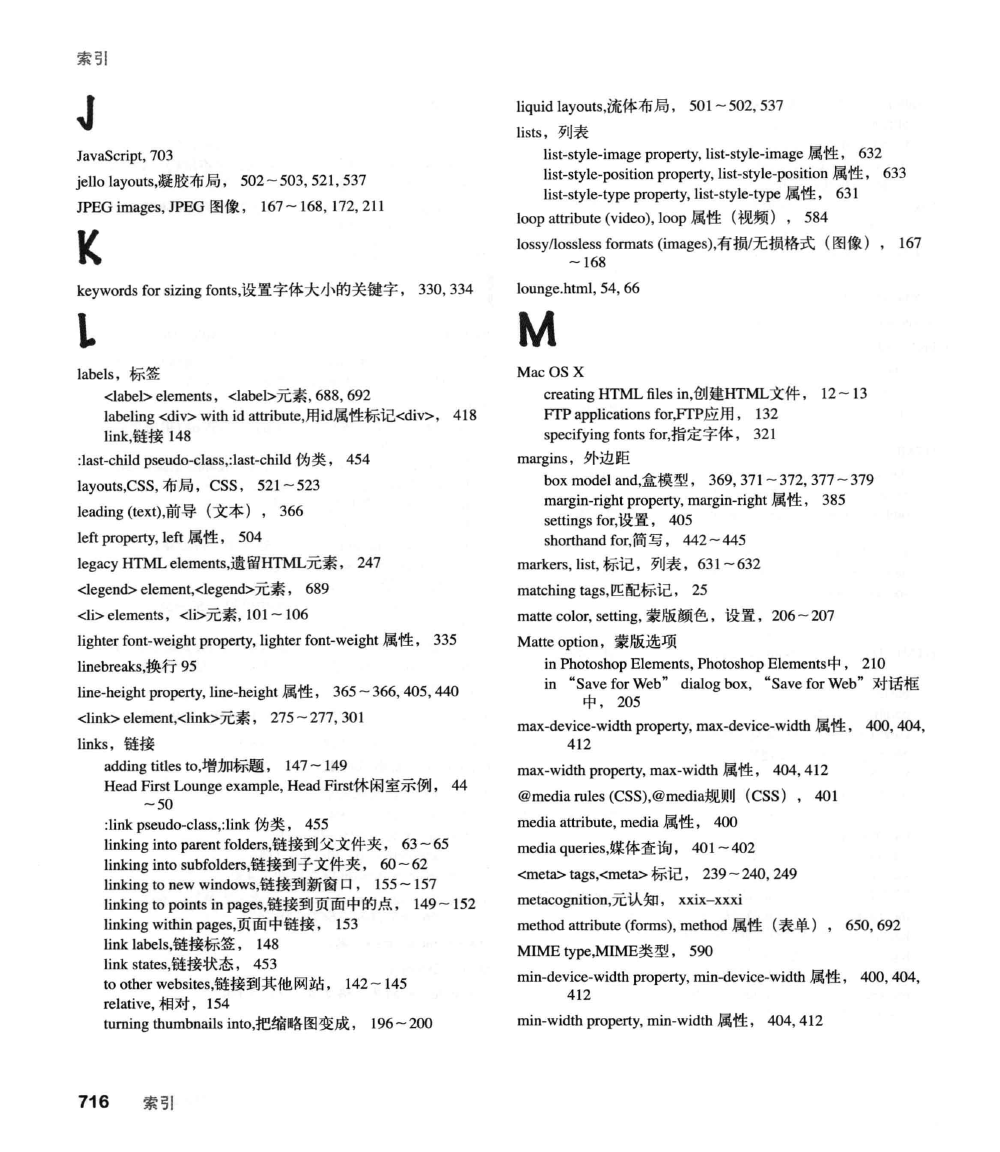 索引
J
JavaScript, 703
jello layouts,凝胶布局， 502～503, 521, 537
JPEG images, JPEG 图像， 167～168, 172, 211
K
keywords for sizing fonts,设置字体大小的关键字， 330, 334
L
labels，标签
<label> elements，<label>元素, 688, 692
labeling <div> with id attribute,用id属性标记<div>， 418
link,链接 148
:last-child pseudo-class,:last-child 伪类， 454
layouts,CSS, 布局，CSS， 521～523
leading (text),前导（文本）， 366
left property, left 属性， 504
legacy HTML elements,遗留HTML元素， 247
<legend> element,<legend>元素， 689
<li> elements，<li>元素, 101～106
lighter font-weight property, lighter font-weight 属性， 335
linebreaks,换行 95
line-height property, line-height 属性， 365～366, 405, 440
<link> element,<link>元素， 275～277, 301
links，链接
adding titles to,增加标题， 147～149
Head First Lounge example, Head First休闲室示例， 44
～50
:link pseudo-class,:link 伪类， 455
linking into parent folders,链接到父文件夹， 63～65
linking into subfolders,链接到子文件夹， 60～62
linking to new windows,链接到新窗口， 155～157
linking to points in pages,链接到页面中的点， 149～152
linking within pages,页面中链接， 153
link labels,链接标签， 148
link states,链接状态， 453
to other websites,链接到其他网站， 142～145
relative, 相对，154
turning thumbnails into,把缩略图变成， 196～200
liquid layouts,流体布局， 501～502, 537
lists，列表
list-style-image property, list-style-image 属性， 632
list-style-position property, list-style-position 属性， 633
list-style-type property, list-style-type 属性， 631
loop attribute (video), loop 属性（视频）， 584
lossy/lossless formats (images),有损/无损格式（图像）， 167
～168
lounge.html, 54, 66
M
Mac OS X
creating HTML files in,创建HTML文件， 12～13
FTP applications for,FTP应用， 132
specifying fonts for,指定字体， 321
margins，外边距
box model and,盒模型， 369, 371～372, 377～379
margin-right property, margin-right 属性， 385
settings for,设置， 405
shorthand for,简写， 442～445
markers, list, 标记，列表，631～632
matching tags,匹配标记， 25
matte color, setting, 蒙版颜色，设置，206～207
Matte option，蒙版选项
in Photoshop Elements, Photoshop Elements中， 210
in “Save for Web” dialog box,“Save for Web”对话框
中， 205
max-device-width property, max-device-width 属性， 400, 404,
412
max-width property, max-width 属性， 404, 412
@media rules (CSS),@media规则（CSS）， 401
media attribute, media 属性， 400
media queries,媒体查询， 401～402
<meta> tags,<meta> 标记， 239～240, 249
metacognition,元认知， xxix–xxxi
method attribute (forms), method 属性（表单）， 650, 692
MIME type,MIME类型， 590
min-device-width property, min-device-width 属性， 400, 404,
412
min-width property, min-width 属性， 404, 412
716 索引